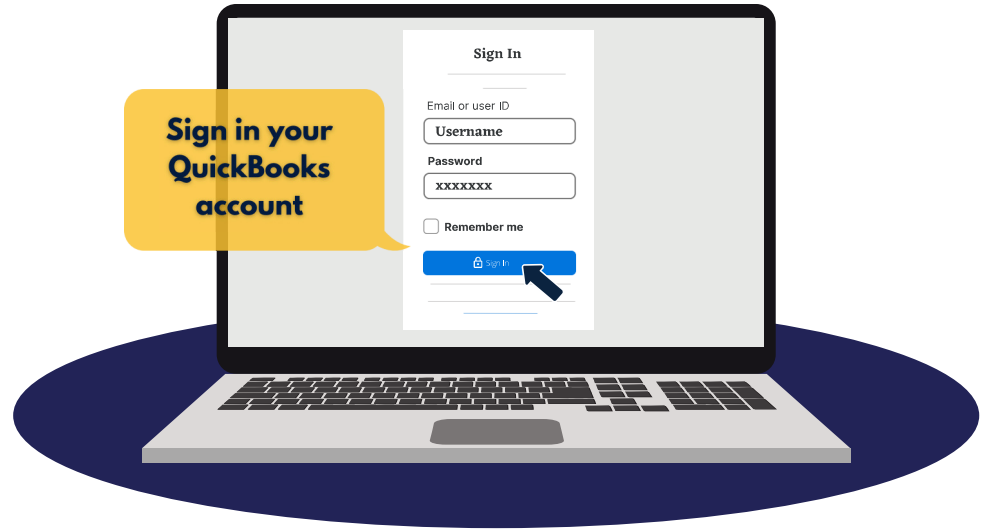 Sign In
Email or user ID
Username
Password
xxxxxxx
Remember me
Sign In
Sign in your
QuickBooks
account